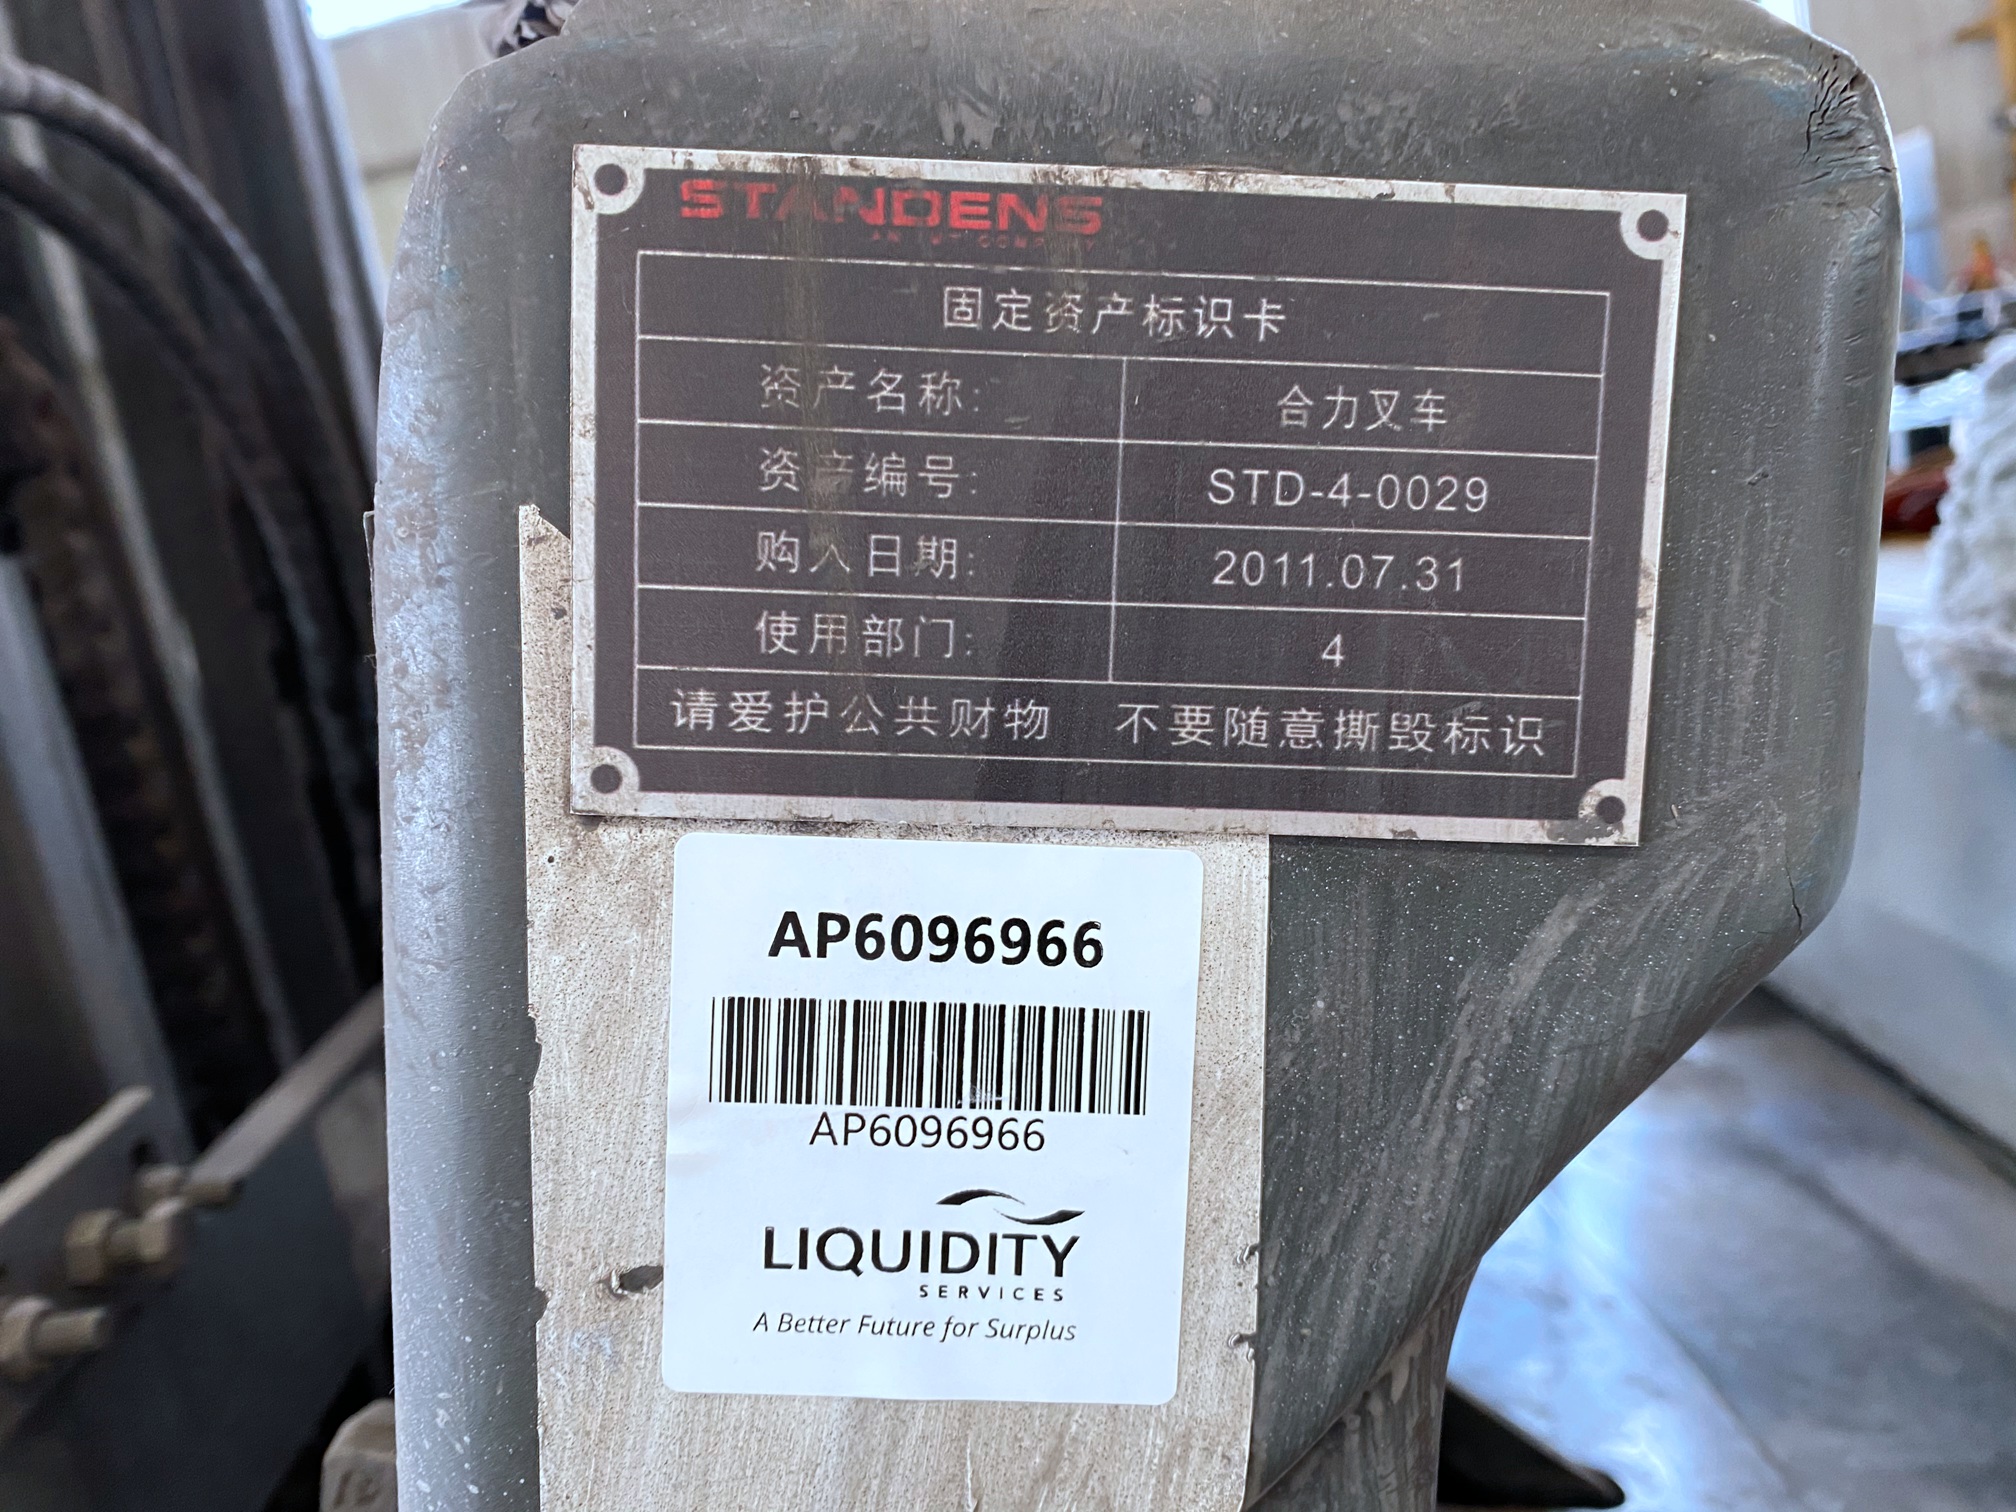 STANDENS
固定资产标识卡
资产名称: 合力叉车
资产编号: STD-4-0029
购入日期: 2011.07.31
使用部门: 4
请爱护公共财物 不要随意撕毁标识
AP6096966
AP6096966
LIQUIDITY
SERVICES
A Better Future for Surplus